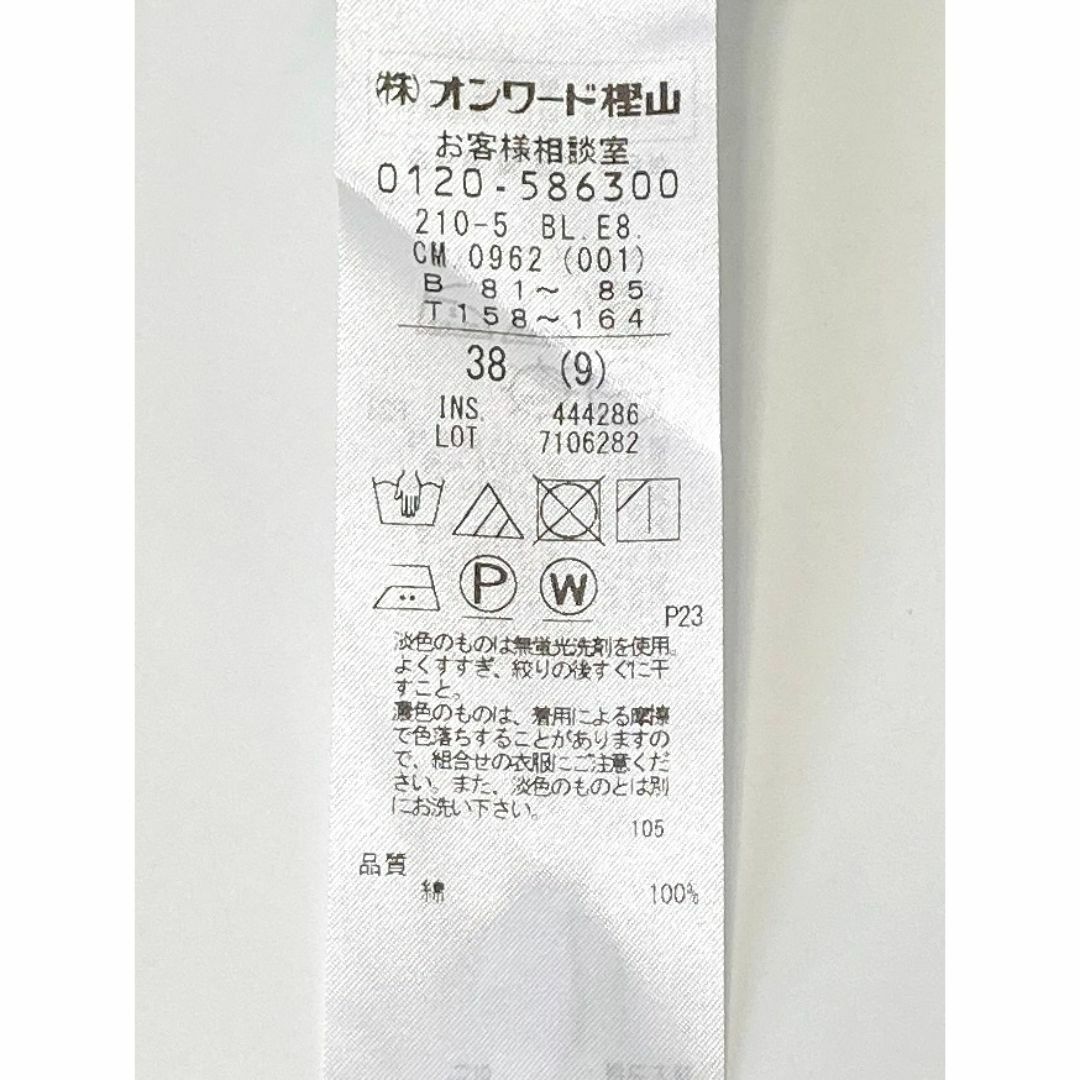 ㈱オンワード樫山
お客様相談室
0120-586300
210-5 BL.E8.
CM 0962 (001)
B 81～ 85
T158～164
38 (9)
INS. 444286
LOT 7106282
P W
P23
淡色のものは無蛍光洗剤を使用。
よくすすぎ、絞りの後すぐに干
すこと。
濃色のものは、着用による摩擦
で色落ちすることがありますの
で、組合せの衣服にご注意くだ
さい。また、淡色のものとは別
にお洗い下さい。
105
品質
綿 100%